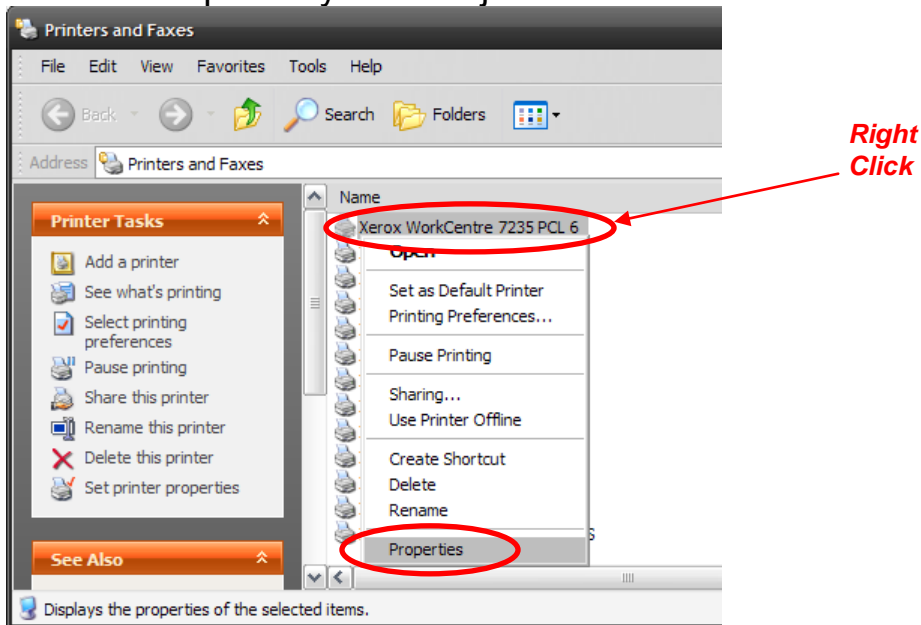 Printers and Faxes
File Edit View Favorites Tools Help
Back Search Folders
Address Printers and Faxes
Right
Click
Name
Printer Tasks
Add a printer
See what's printing
Select printing
preferences
Pause printing
Share this printer
Rename this printer
Delete this printer
Set printer properties
See Also
Xerox WorkCentre 7235 PCL 6
Open
Set as Default Printer
Printing Preferences...
Pause Printing
Sharing...
Use Printer Offline
Create Shortcut
Delete
Rename
Properties
Displays the properties of the selected items.